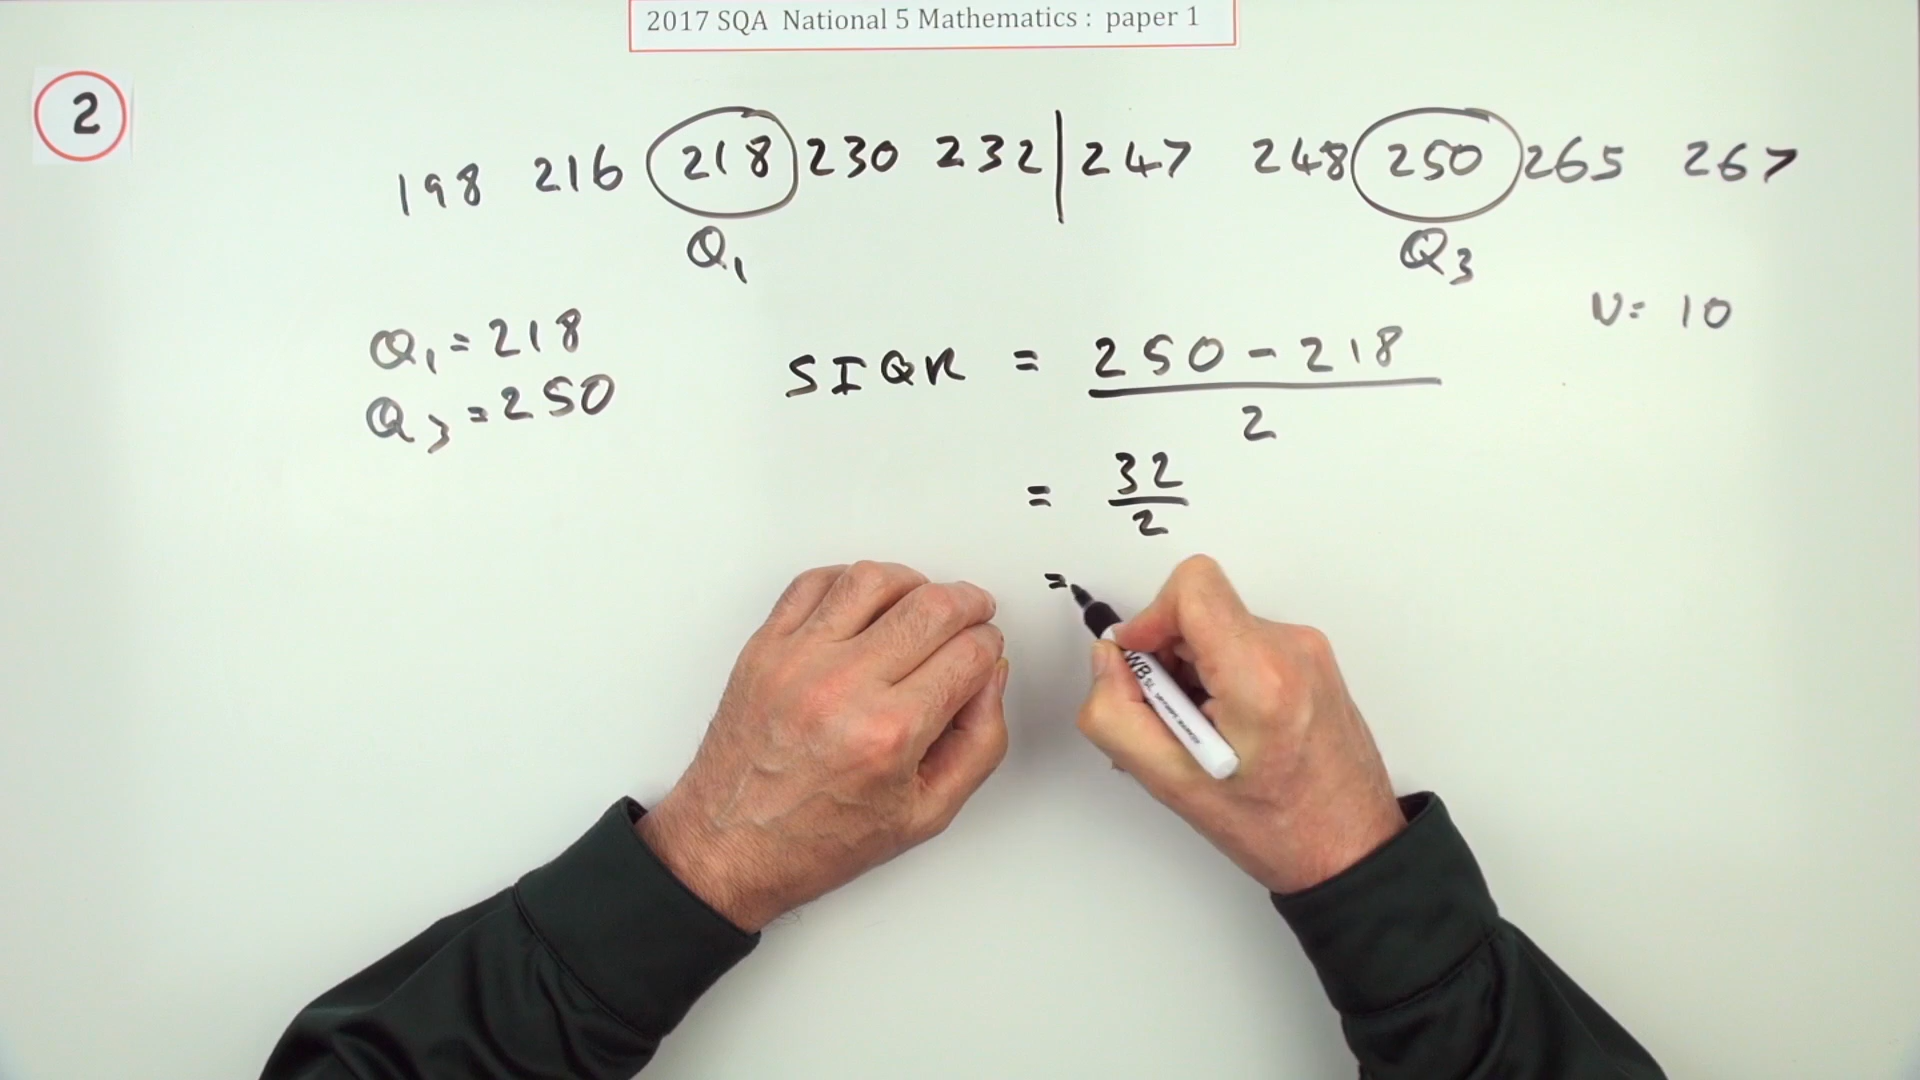 2017 SQA National 5 Mathematics : paper 1
2
198 216 218 230 232 | 247 248 250 265 267
Q1 Q3
N= 10
Q1 = 218
Q3 = 250
SIQR = 250 - 218
2
= 32
2
=
WB